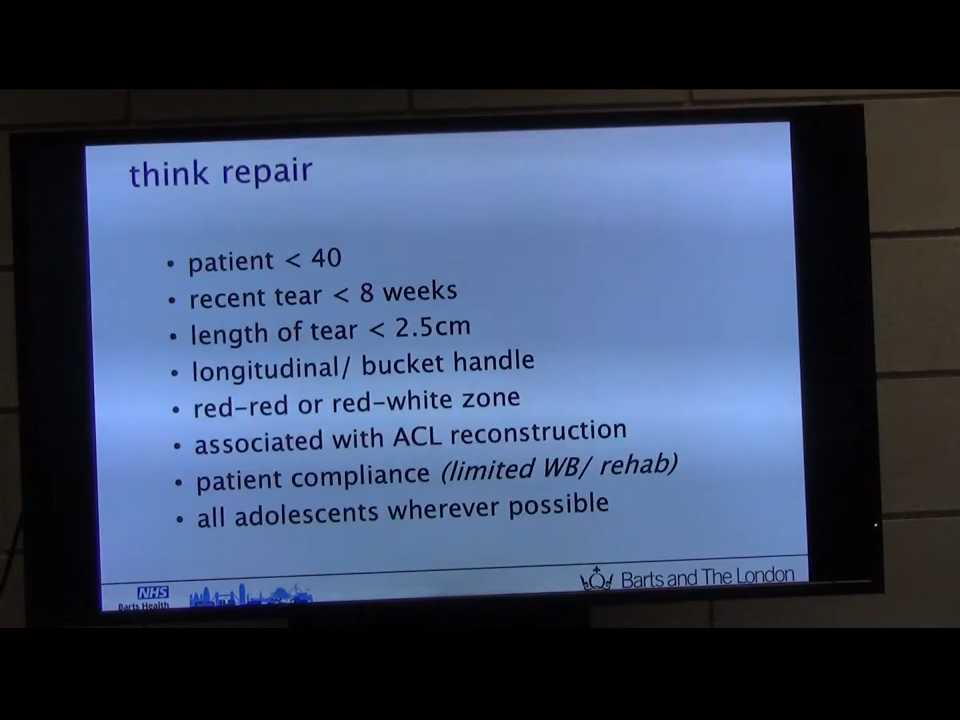 think repair
• patient < 40
• recent tear < 8 weeks
• length of tear < 2.5cm
• longitudinal/ bucket handle
• red-red or red-white zone
• associated with ACL reconstruction
• patient compliance (limited WB/ rehab)
• all adolescents wherever possible
NHS
Barts Health
Barts and The London